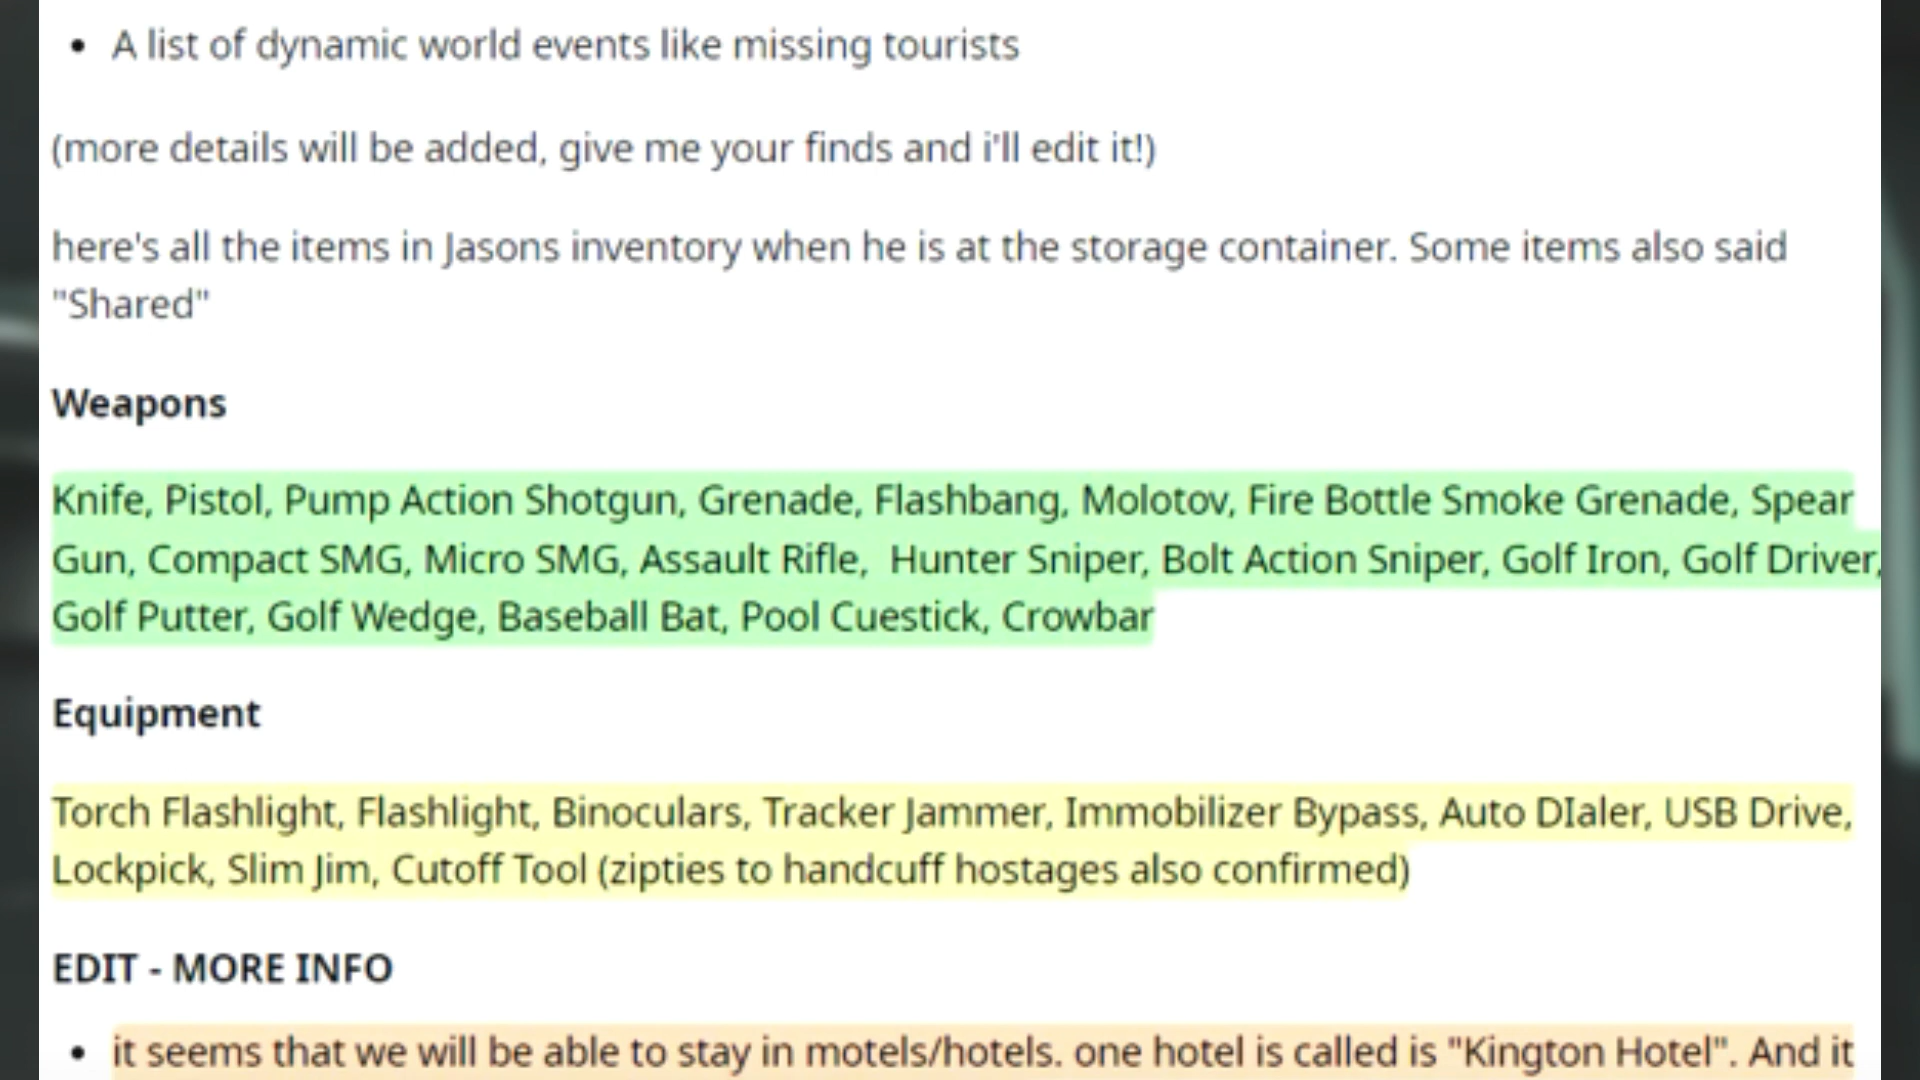 • A list of dynamic world events like missing tourists
(more details will be added, give me your finds and i'll edit it!)
here's all the items in Jasons inventory when he is at the storage container. Some items also said
"Shared"
Weapons
Knife, Pistol, Pump Action Shotgun, Grenade, Flashbang, Molotov, Fire Bottle Smoke Grenade, Spear
Gun, Compact SMG, Micro SMG, Assault Rifle,  Hunter Sniper, Bolt Action Sniper, Golf Iron, Golf Driver,
Golf Putter, Golf Wedge, Baseball Bat, Pool Cuestick, Crowbar
Equipment
Torch Flashlight, Flashlight, Binoculars, Tracker Jammer, Immobilizer Bypass, Auto DIaler, USB Drive,
Lockpick, Slim Jim, Cutoff Tool (zipties to handcuff hostages also confirmed)
EDIT - MORE INFO
• it seems that we will be able to stay in motels/hotels. one hotel is called is "Kington Hotel". And it